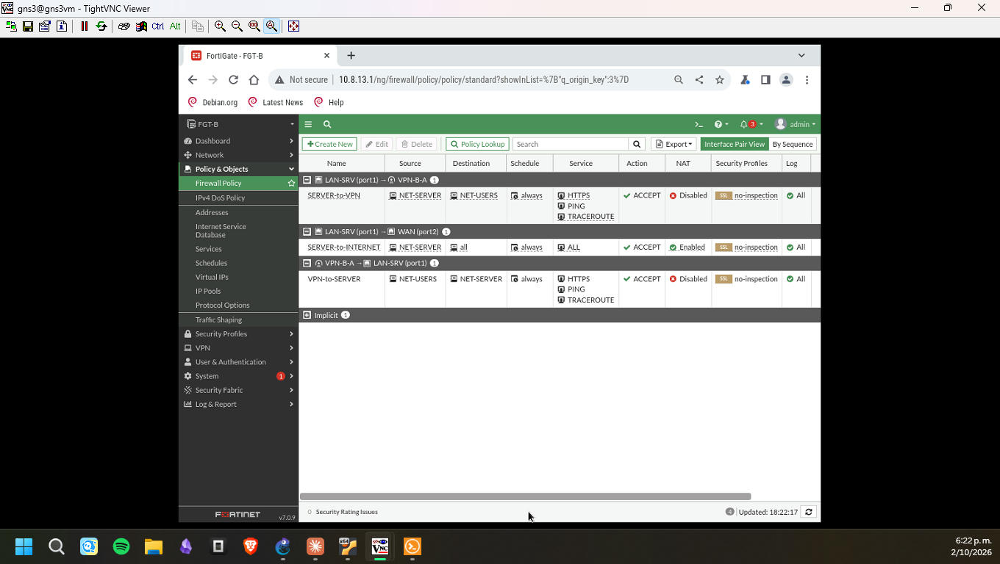 gns3@gns3vm - TightVNC Viewer
Ctrl Alt
FortiGate - FGT-B
Not secure 10.8.13.1/ng/firewall/policy/policy/standard?showInList=%7B"q_origin_key":3%7D
Debian.org Latest News Help
FGT-B
3 admin
Dashboard
Network
Policy & Objects
Firewall Policy
IPv4 DoS Policy
Addresses
Internet Service
Database
Services
Schedules
Virtual IPs
IP Pools
Protocol Options
Traffic Shaping
Security Profiles
VPN
User & Authentication
System 1
Security Fabric
Log & Report
FORTINET v7.0.9
+Create New Edit Delete Policy Lookup Search Export Interface Pair View By Sequence
Name Source Destination Schedule Service Action NAT Security Profiles Log
LAN-SRV (port1) → VPN-B-A 1
SERVER-to-VPN NET-SERVER NET-USERS always HTTPS ACCEPT Disabled SSL no-inspection All
PING
TRACEROUTE
LAN-SRV (port1) → WAN (port2) 1
SERVER-to-INTERNET NET-SERVER all always ALL ACCEPT Enabled SSL no-inspection All
VPN-B-A → LAN-SRV (port1) 1
VPN-to-SERVER NET-USERS NET-SERVER always HTTPS ACCEPT Disabled SSL no-inspection All
PING
TRACEROUTE
Implicit 1
0 Security Rating Issues 4 Updated: 18:22:17
x64
VNC
6:22 p. m.
2/10/2026